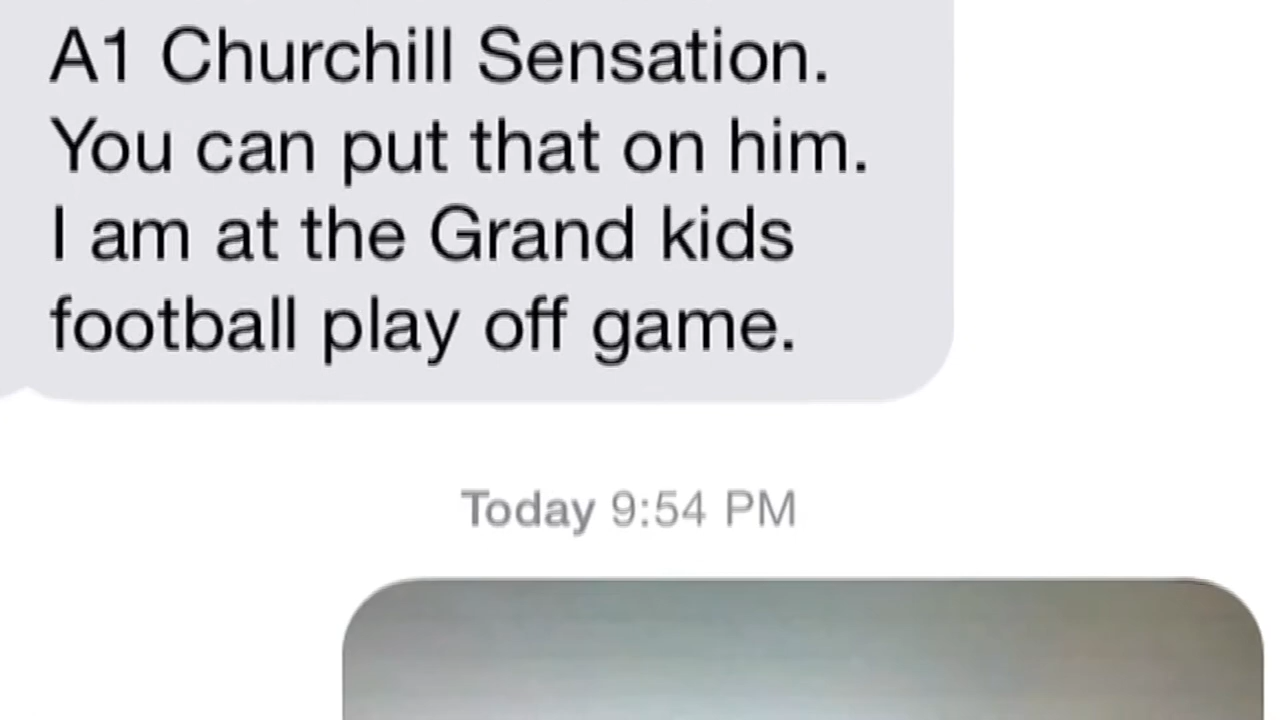 A1 Churchill Sensation.
You can put that on him.
I am at the Grand kids
football play off game.
Today 9:54 PM